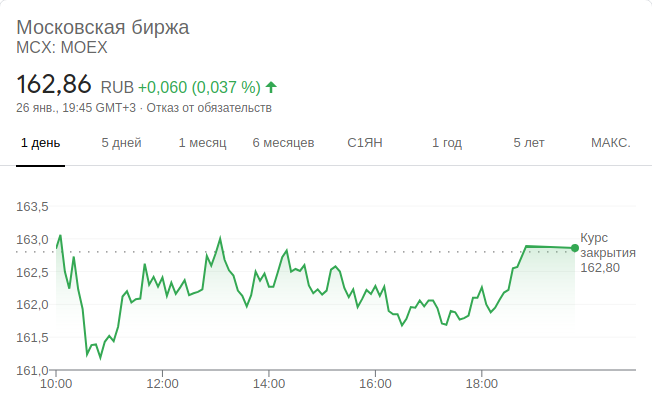 Московская биржа
MCX: MOEX
162,86 RUB +0,060 (0,037 %)
26 янв., 19:45 GMT+3 · Отказ от обязательств
1 день 5 дней 1 месяц 6 месяцев С1ЯН 1 год 5 лет МАКС.
163,5
163,0
162,5
162,0
161,5
161,0
Курс
закрытия
162,80
10:00 12:00 14:00 16:00 18:00